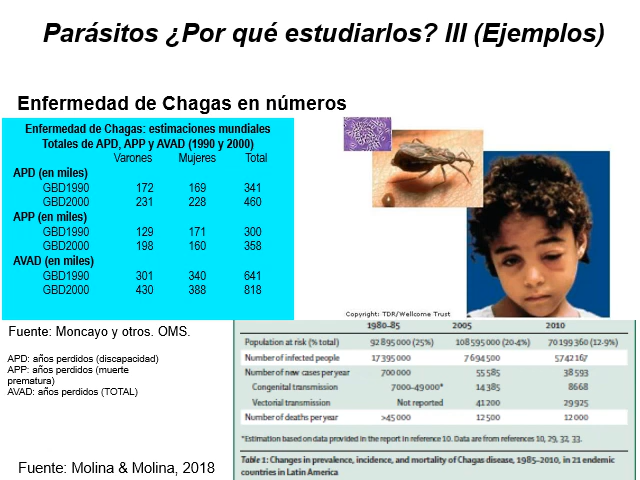 Parásitos ¿Por qué estudiarlos? III (Ejemplos)
Enfermedad de Chagas en números
Enfermedad de Chagas: estimaciones mundiales
Totales de APD, APP y AVAD (1990 y 2000)
Varones Mujeres Total
APD (en miles)
GBD1990 172 169 341
GBD2000 231 228 460
APP (en miles)
GBD1990 129 171 300
GBD2000 198 160 358
AVAD (en miles)
GBD1990 301 340 641
GBD2000 430 388 818
Copyright: TDR/Wellcome Trust
Fuente: Moncayo y otros. OMS.
APD: años perdidos (discapacidad)
APP: años perdidos (muerte
prematura)
AVAD: años perdidos (TOTAL)
1980–85 2005 2010
Population at risk (% total) 92 895 000 (25%) 108 595 000 (20·4%) 70 199 360 (12·9%)
Number of infected people 17 395 000 7 694 500 5 742 167
Number of new cases per year 700 000 55 585 38 593
Congenital transmission 7000–49 000* 14 385 8668
Vectorial transmission Not reported 41 200 29 925
Number of deaths per year >45 000 12 500 12 000
*Estimation based on data provided in the report in reference 10. Data are from references 10, 29, 32, 33.
Table 1: Changes in prevalence, incidence, and mortality of Chagas disease, 1985–2010, in 21 endemic
countries in Latin America
Fuente: Molina & Molina, 2018